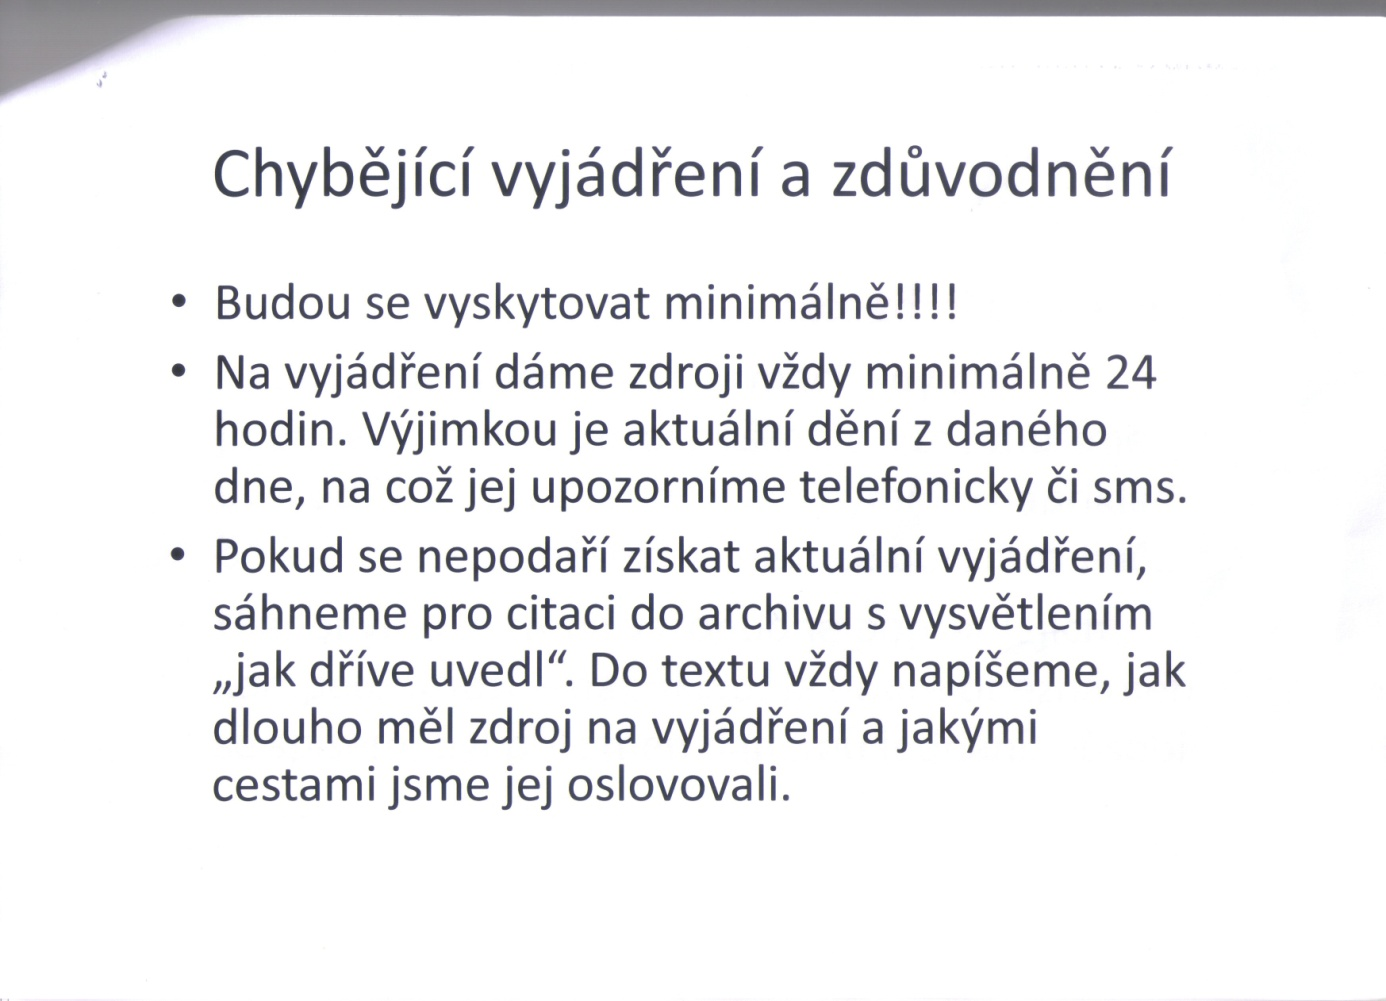 Chybějící vyjádření a zdůvodnění
• Budou se vyskytovat minimálně!!!!
• Na vyjádření dáme zdroji vždy minimálně 24
hodin. Výjimkou je aktuální dění z daného
dne, na což jej upozorníme telefonicky či sms.
• Pokud se nepodaří získat aktuální vyjádření,
sáhneme pro citaci do archivu s vysvětlením
„jak dříve uvedl“. Do textu vždy napíšeme, jak
dlouho měl zdroj na vyjádření a jakými
cestami jsme jej oslovovali.